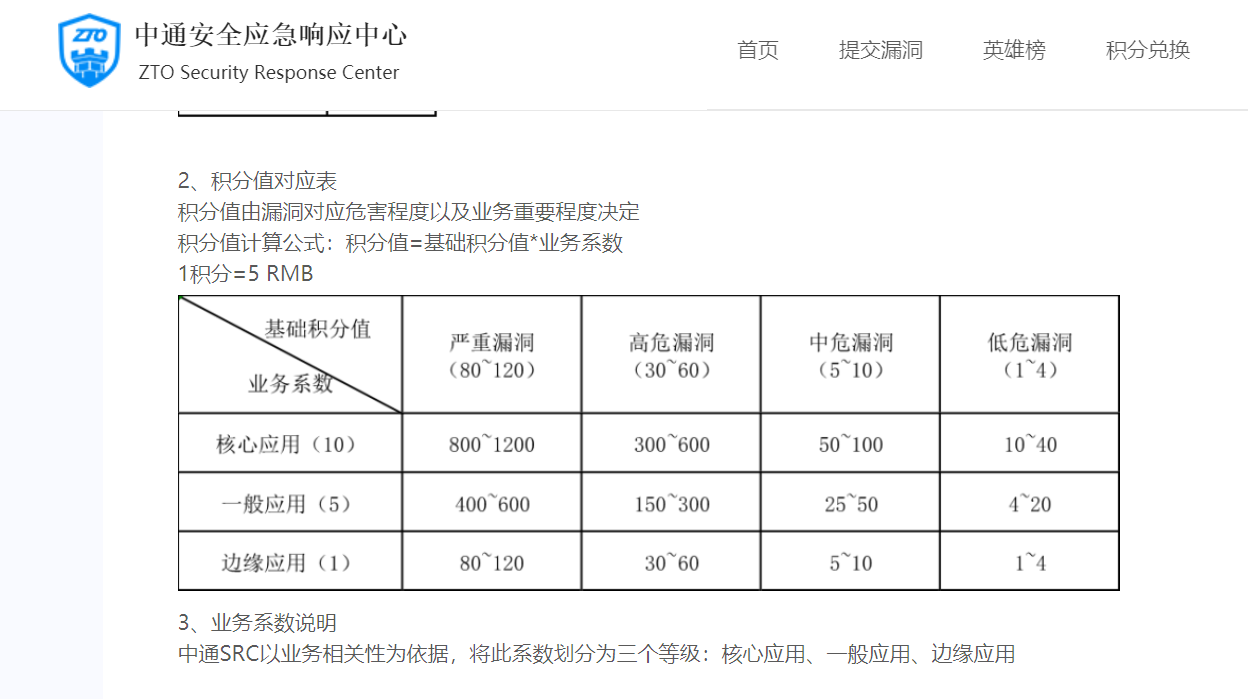 ZTO
中通安全应急响应中心
ZTO Security Response Center
首页 提交漏洞 英雄榜 积分兑换
2、积分值对应表
积分值由漏洞对应危害程度以及业务重要程度决定
积分值计算公式：积分值=基础积分值*业务系数
1积分=5 RMB
基础积分值
业务系数
严重漏洞
（80~120）
高危漏洞
（30~60）
中危漏洞
（5~10）
低危漏洞
（1~4）
核心应用（10） 800~1200 300~600 50~100 10~40
一般应用（5） 400~600 150~300 25~50 4~20
边缘应用（1） 80~120 30~60 5~10 1~4
3、业务系数说明
中通SRC以业务相关性为依据，将此系数划分为三个等级：核心应用、一般应用、边缘应用